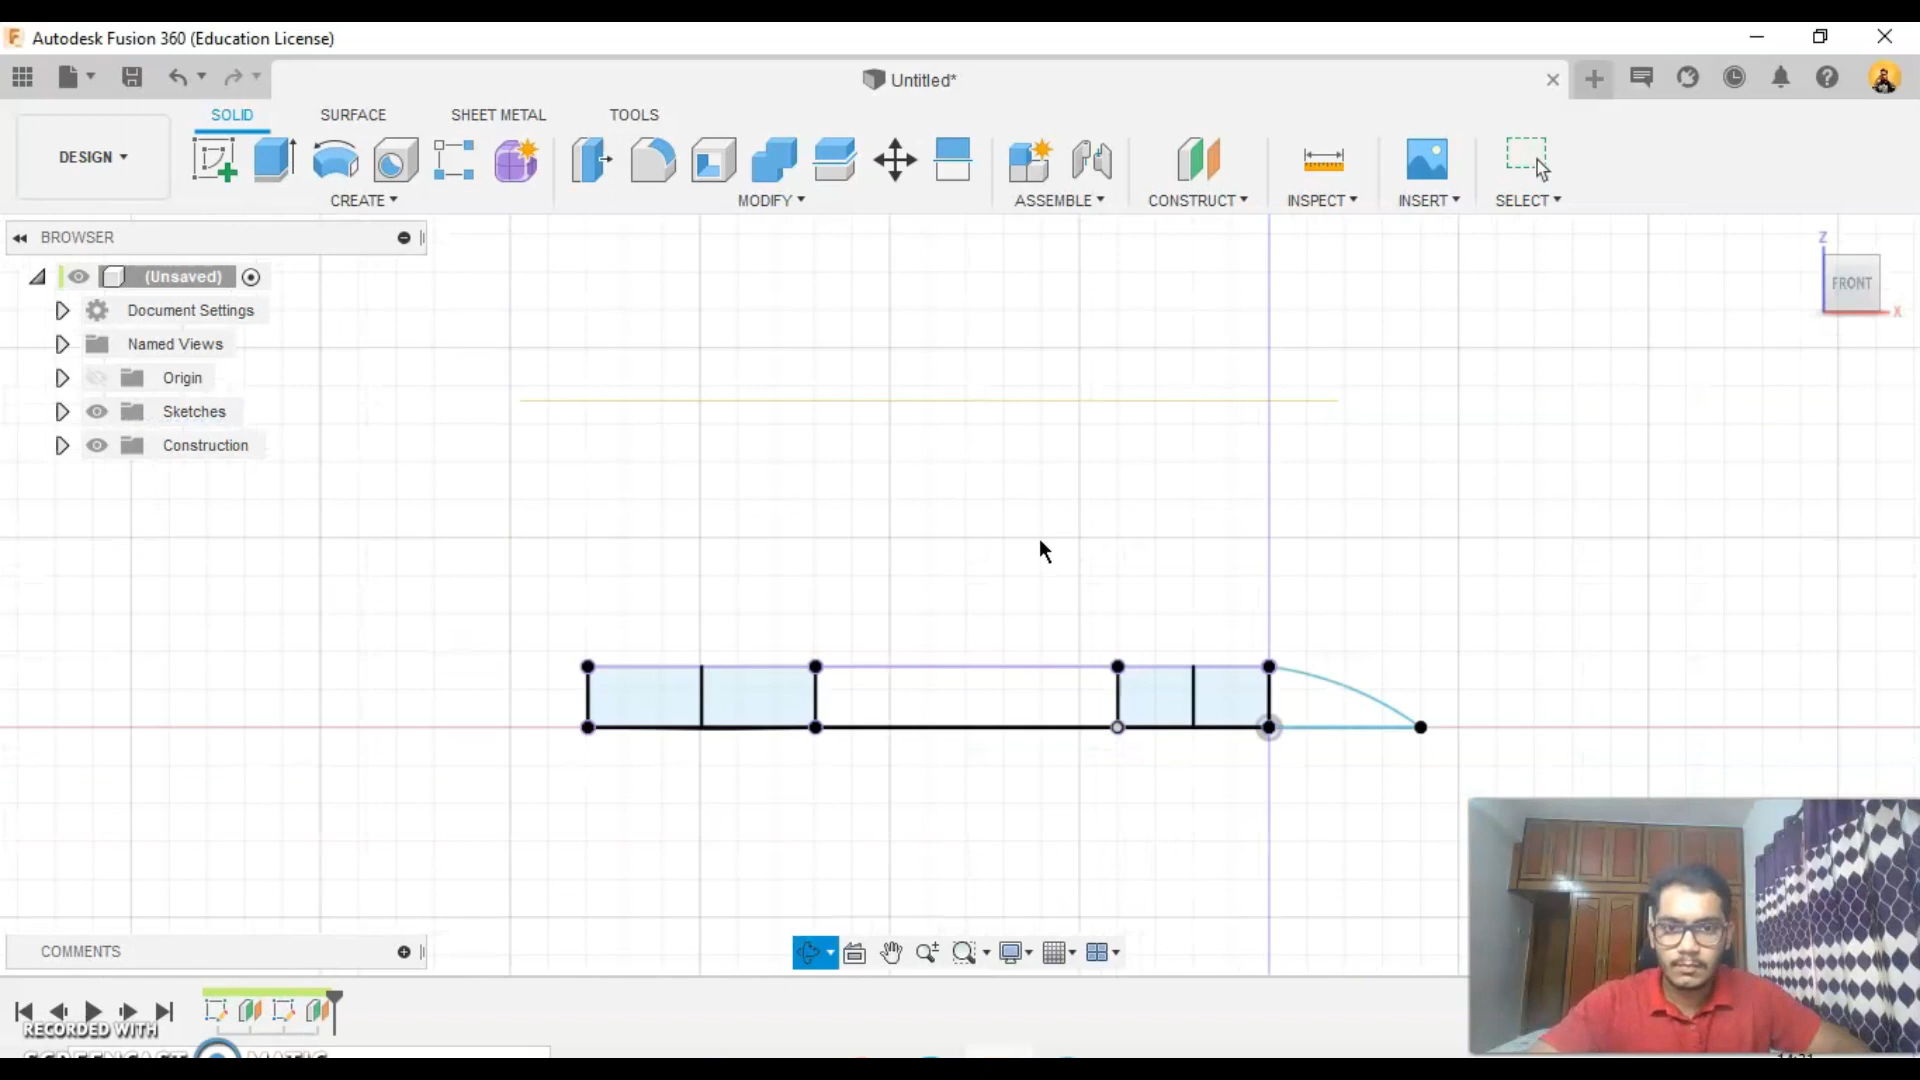 Autodesk Fusion 360 (Education License)
Untitled*
SOLID SURFACE SHEET METAL TOOLS
DESIGN
CREATE MODIFY ASSEMBLE CONSTRUCT INSPECT INSERT SELECT
BROWSER
(Unsaved)
Document Settings
Named Views
Origin
Sketches
Construction
Z
FRONT
X
COMMENTS
RECORDED WITH